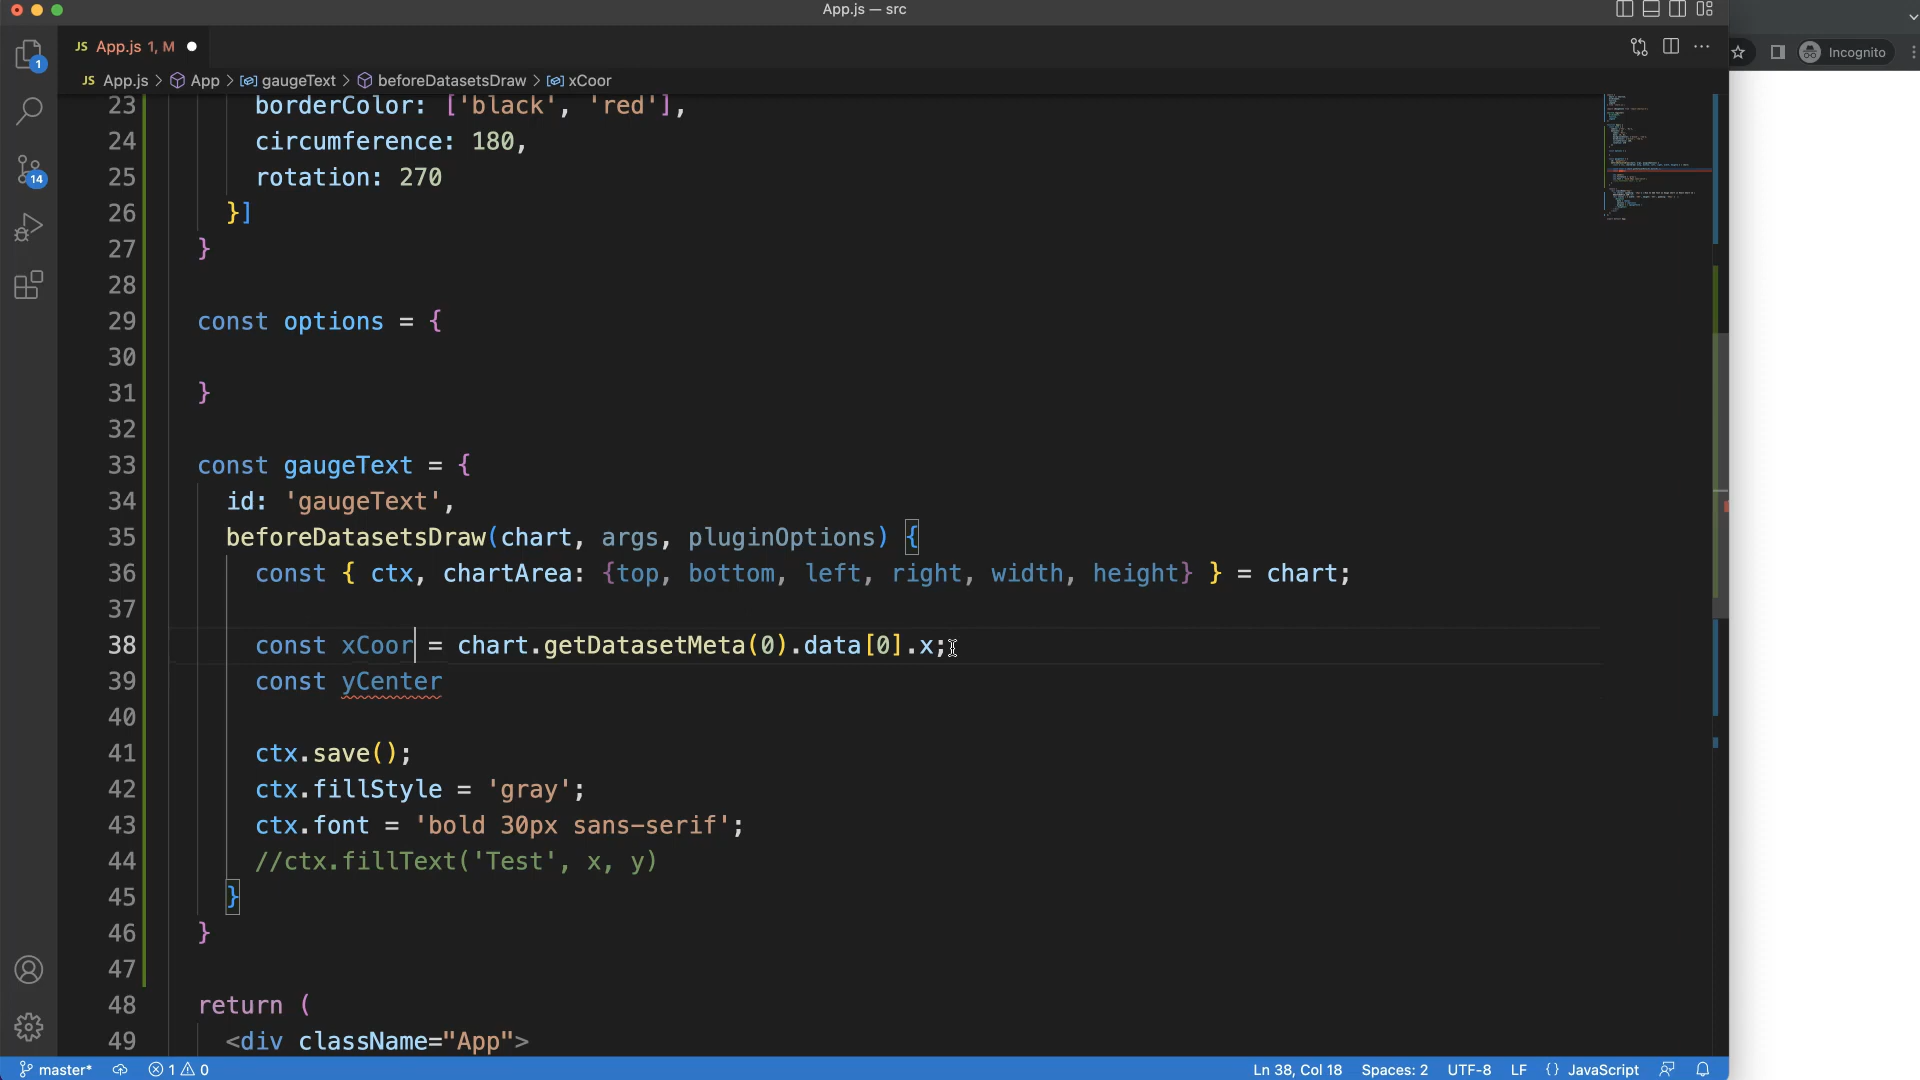 App.js — src
JS App.js 1, M
Incognito
JS App.js > App > gaugeText > beforeDatasetsDraw > xCoor
1
14
23 borderColor: ['black', 'red'],
24 circumference: 180,
25 rotation: 270
26 }]
27 }
28
29 const options = {
30
31 }
32
33 const gaugeText = {
34 id: 'gaugeText',
35 beforeDatasetsDraw(chart, args, pluginOptions) {
36 const { ctx, chartArea: {top, bottom, left, right, width, height} } = chart;
37
38 const xCoor = chart.getDatasetMeta(0).data[0].x;
39 const yCenter
40
41 ctx.save();
42 ctx.fillStyle = 'gray';
43 ctx.font = 'bold 30px sans-serif';
44 //ctx.fillText('Test', x, y)
45 }
46 }
47
48 return (
49 <div className="App">
master* 1 0 Ln 38, Col 18 Spaces: 2 UTF-8 LF {} JavaScript